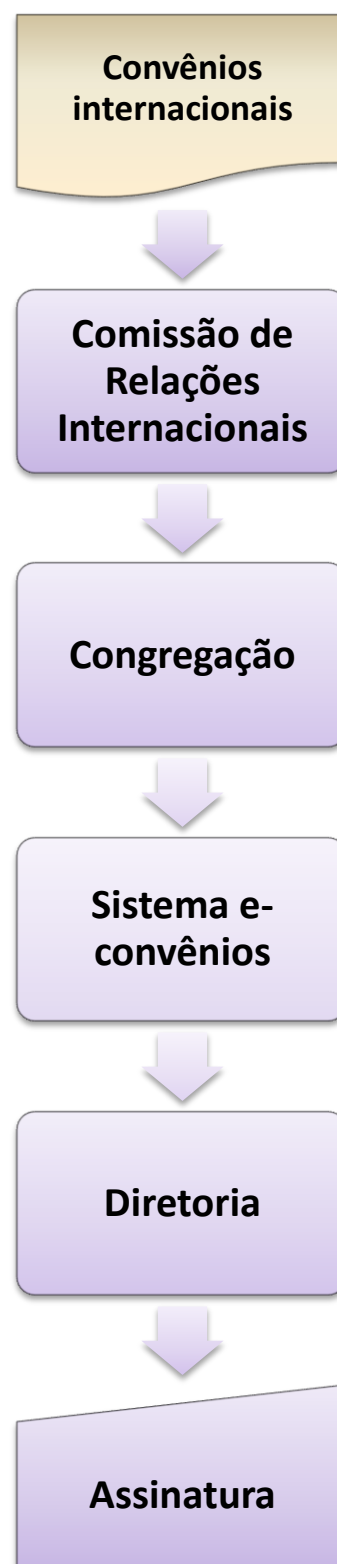 Convênios
internacionais
Comissão de
Relações
Internacionais
Congregação
Sistema e-
convênios
Diretoria
Assinatura